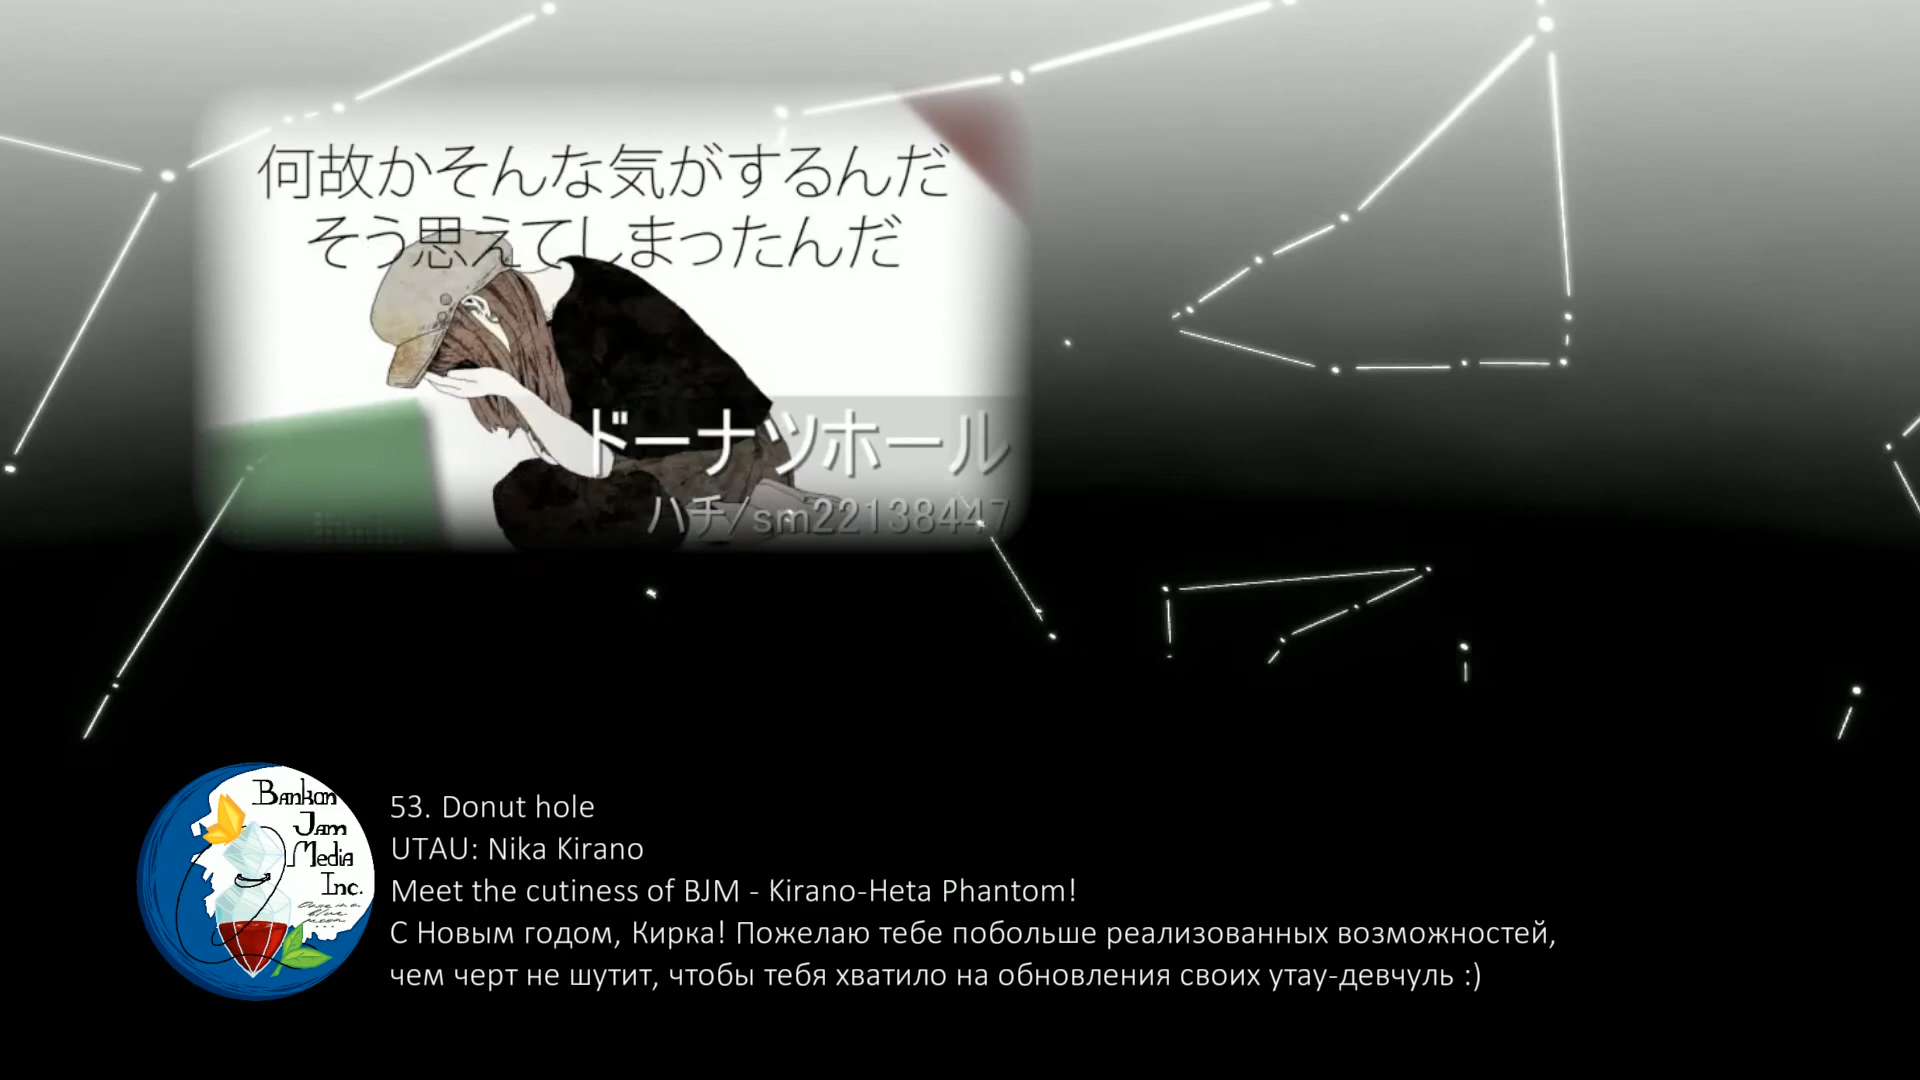 何故かそんな気がするんだ
そう思えてしまったんだ
ドーナツホール
ハチ/sm22138447
Bankon
Jam
Media
Inc.
53. Donut hole
UTAU: Nika Kirano
Meet the cutiness of BJM - Kirano-Heta Phantom!
С Новым годом, Кирка! Пожелаю тебе побольше реализованных возможностей,
чем черт не шутит, чтобы тебя хватило на обновления своих утау-девчуль :)